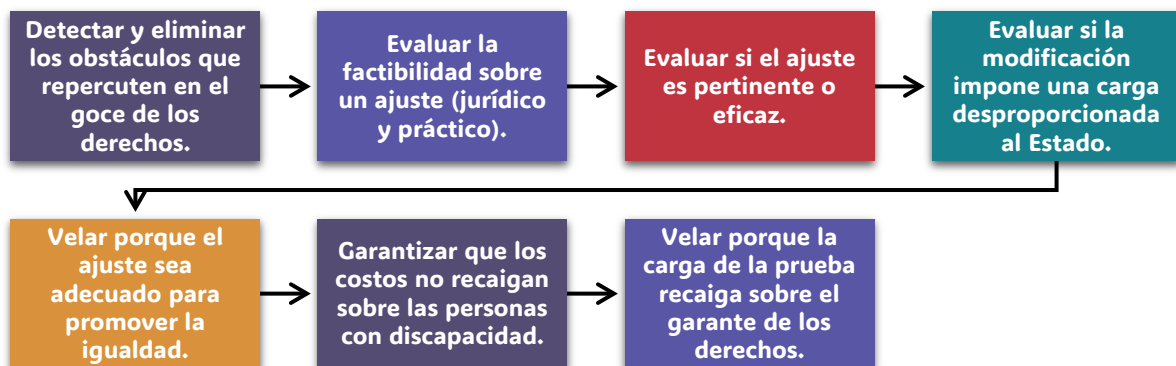 Detectar y eliminar
los obstáculos que
repercuten en el
goce de los
derechos.
Evaluar la
factibilidad sobre
un ajuste (jurídico
y práctico).
Evaluar si el ajuste
es pertinente o
eficaz.
Evaluar si la
modificación
impone una carga
desproporcionada
al Estado.
Velar porque el
ajuste sea
adecuado para
promover la
igualdad.
Garantizar que los
costos no recaigan
sobre las personas
con discapacidad.
Velar porque la
carga de la prueba
recaiga sobre el
garante de los
derechos.